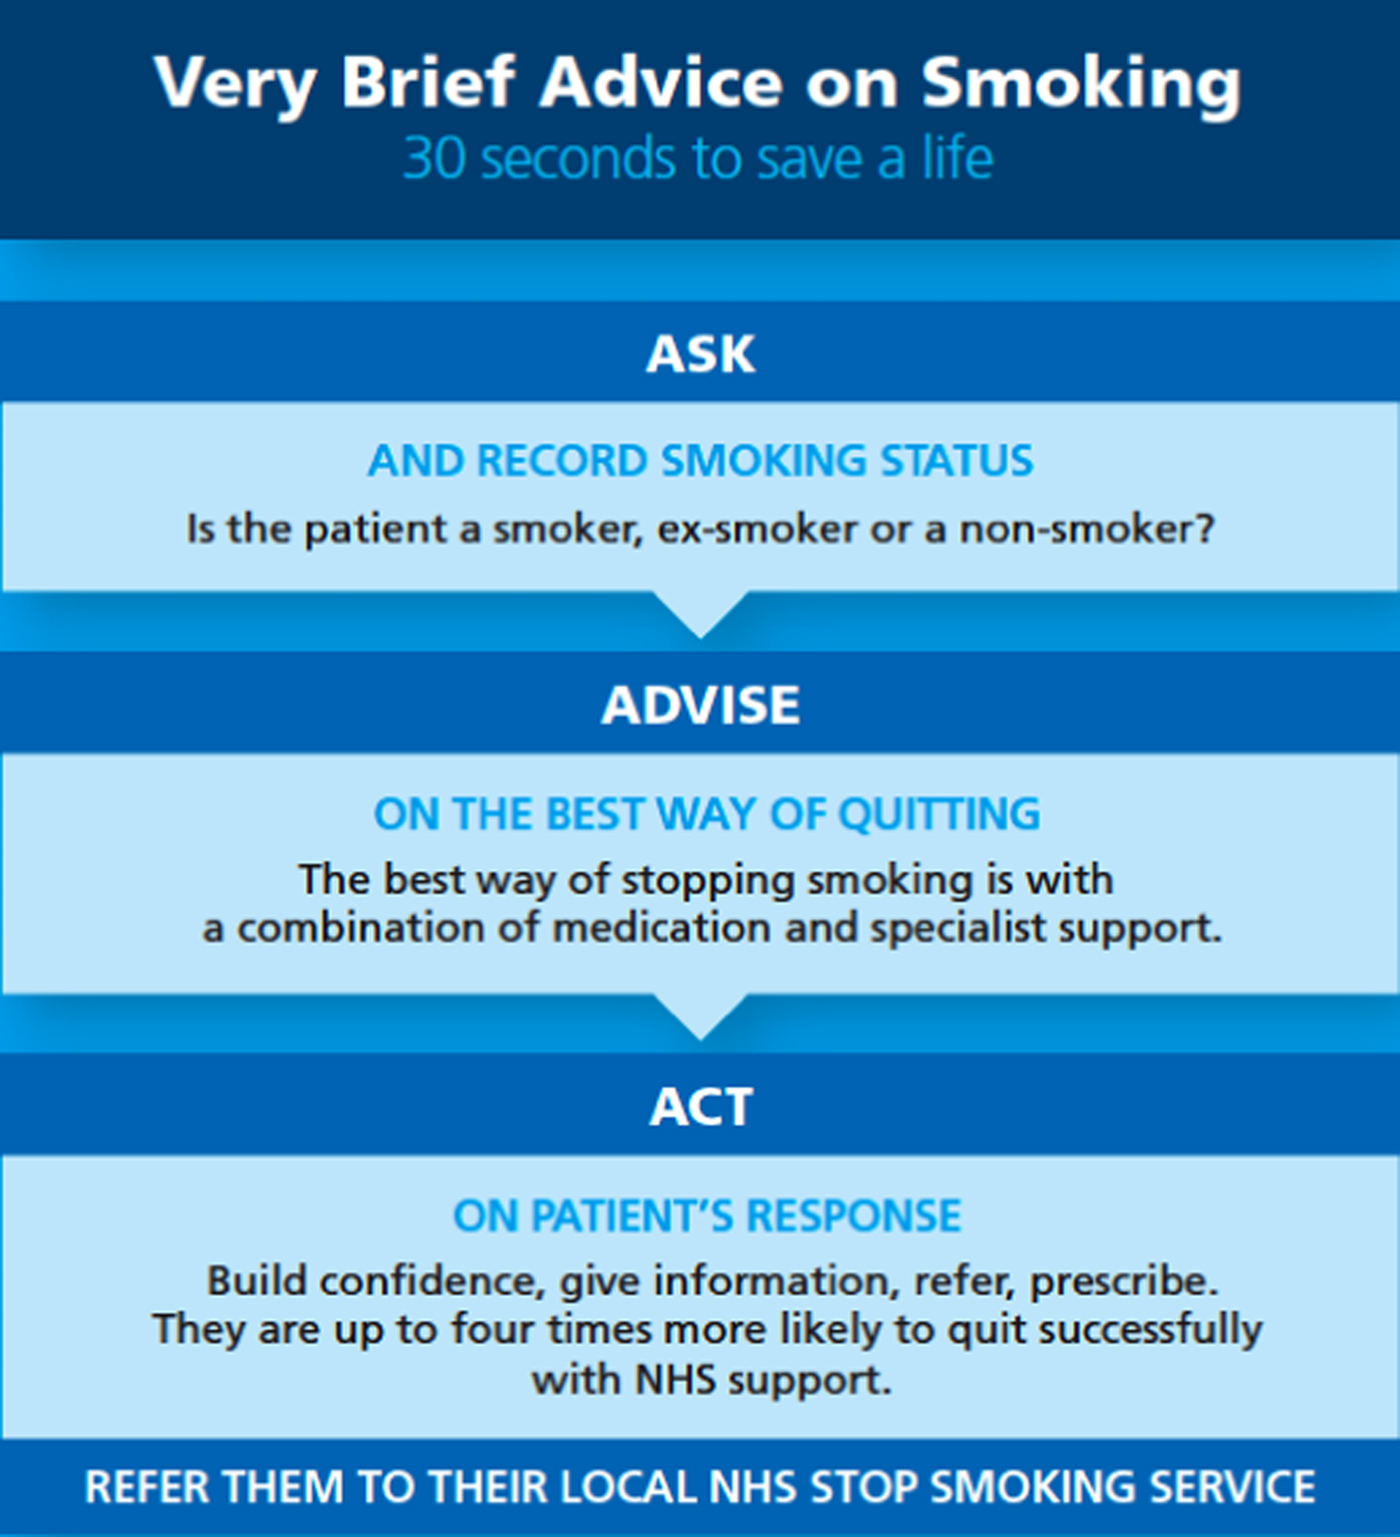 Very Brief Advice on Smoking
30 seconds to save a life
ASK
AND RECORD SMOKING STATUS
Is the patient a smoker, ex-smoker or a non-smoker?
ADVISE
ON THE BEST WAY OF QUITTING
The best way of stopping smoking is with
a combination of medication and specialist support.
ACT
ON PATIENT’S RESPONSE
Build confidence, give information, refer, prescribe.
They are up to four times more likely to quit successfully
with NHS support.
REFER THEM TO THEIR LOCAL NHS STOP SMOKING SERVICE